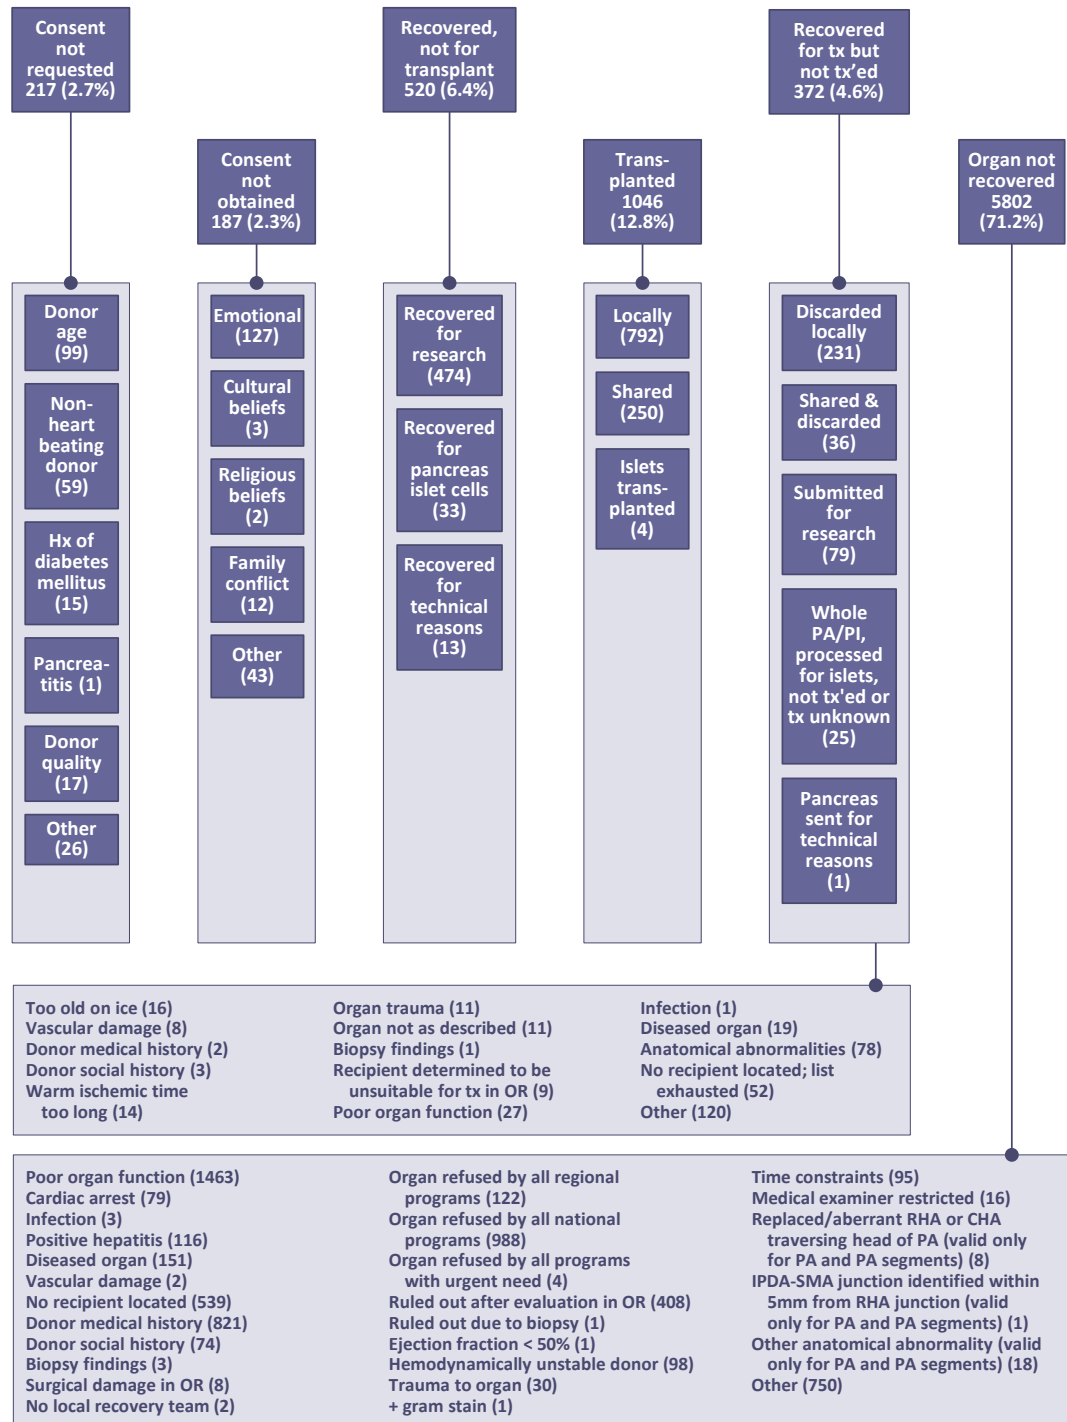 Consent
not
requested
217 (2.7%)
Recovered,
not for
transplant
520 (6.4%)
Recovered
for tx but
not tx'ed
372 (4.6%)
Consent
not
obtained
187 (2.3%)
Trans-
planted
1046
(12.8%)
Organ not
recovered
5802
(71.2%)
Donor
age
(99)
Non-
heart
beating
donor
(59)
Hx of
diabetes
mellitus
(15)
Pancrea-
titis (1)
Donor
quality
(17)
Other
(26)
Emotional
(127)
Cultural
beliefs
(3)
Religious
beliefs
(2)
Family
conflict
(12)
Other
(43)
Recovered
for
research
(474)
Recovered
for
pancreas
islet cells
(33)
Recovered
for
technical
reasons
(13)
Locally
(792)
Shared
(250)
Islets
trans-
planted
(4)
Discarded
locally
(231)
Shared &
discarded
(36)
Submitted
for
research
(79)
Whole
PA/PI,
processed
for islets,
not tx'ed or
tx unknown
(25)
Pancreas
sent for
technical
reasons
(1)
Too old on ice (16)
Vascular damage (8)
Donor medical history (2)
Donor social history (3)
Warm ischemic time
too long (14)
Organ trauma (11)
Organ not as described (11)
Biopsy findings (1)
Recipient determined to be
unsuitable for tx in OR (9)
Poor organ function (27)
Infection (1)
Diseased organ (19)
Anatomical abnormalities (78)
No recipient located; list
exhausted (52)
Other (120)
Poor organ function (1463)
Cardiac arrest (79)
Infection (3)
Positive hepatitis (116)
Diseased organ (151)
Vascular damage (2)
No recipient located (539)
Donor medical history (821)
Donor social history (74)
Biopsy findings (3)
Surgical damage in OR (8)
No local recovery team (2)
Organ refused by all regional
programs (122)
Organ refused by all national
programs (988)
Organ refused by all programs
with urgent need (4)
Ruled out after evaluation in OR (408)
Ruled out due to biopsy (1)
Ejection fraction < 50% (1)
Hemodynamically unstable donor (98)
Trauma to organ (30)
+ gram stain (1)
Time constraints (95)
Medical examiner restricted (16)
Replaced/aberrant RHA or CHA
traversing head of PA (valid only
for PA and PA segments) (8)
IPDA-SMA junction identified within
5mm from RHA junction (valid
only for PA and PA segments) (1)
Other anatomical abnormality (valid
only for PA and PA segments) (18)
Other (750)